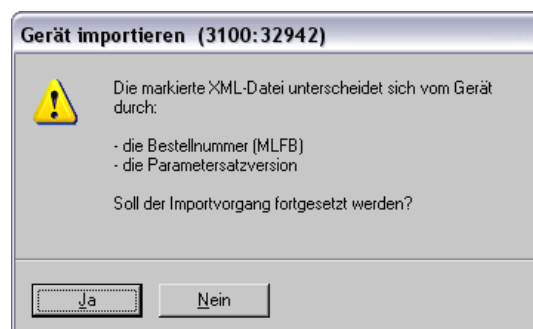 Gerät importieren (3100:32942)
Die markierte XML-Datei unterscheidet sich vom Gerät
durch:
- die Bestellnummer (MLFB)
- die Parametersatzversion
Soll der Importvorgang fortgesetzt werden?
Ja Nein